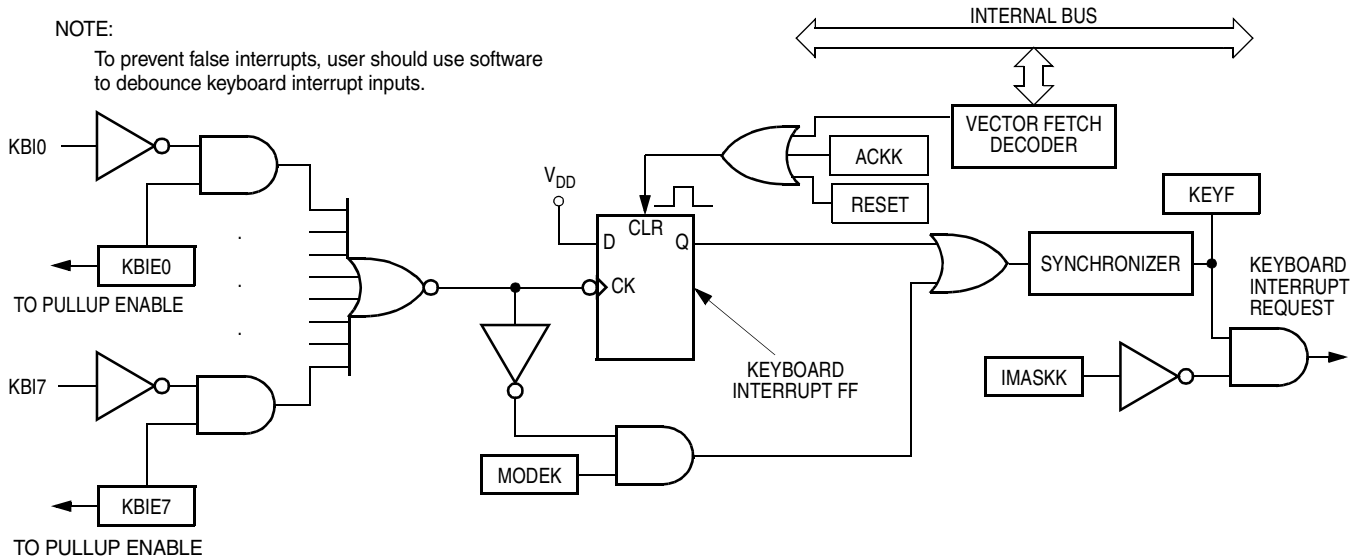 NOTE:
To prevent false interrupts, user should use software
to debounce keyboard interrupt inputs.
INTERNAL BUS
VECTOR FETCH
DECODER
ACKK
RESET
KBI0
KBIE0
TO PULLUP ENABLE
.
.
.
KBI7
KBIE7
TO PULLUP ENABLE
VDD
CLR
D
Q
CK
KEYBOARD
INTERRUPT FF
MODEK
SYNCHRONIZER
KEYF
KEYBOARD
INTERRUPT
REQUEST
IMASKK